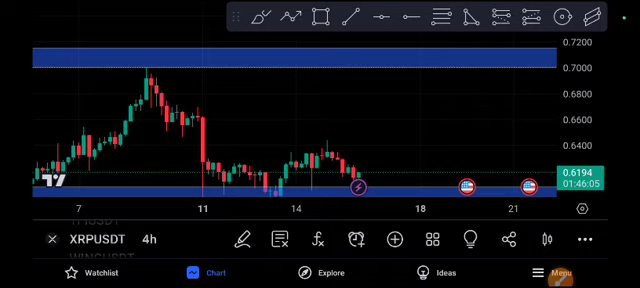 0.7200
0.7000
0.6800
0.6600
0.6400
0.6194
01:46:05
7 11 14 18 21
XRPUSDT 4h
Watchlist Chart Explore Ideas Menu